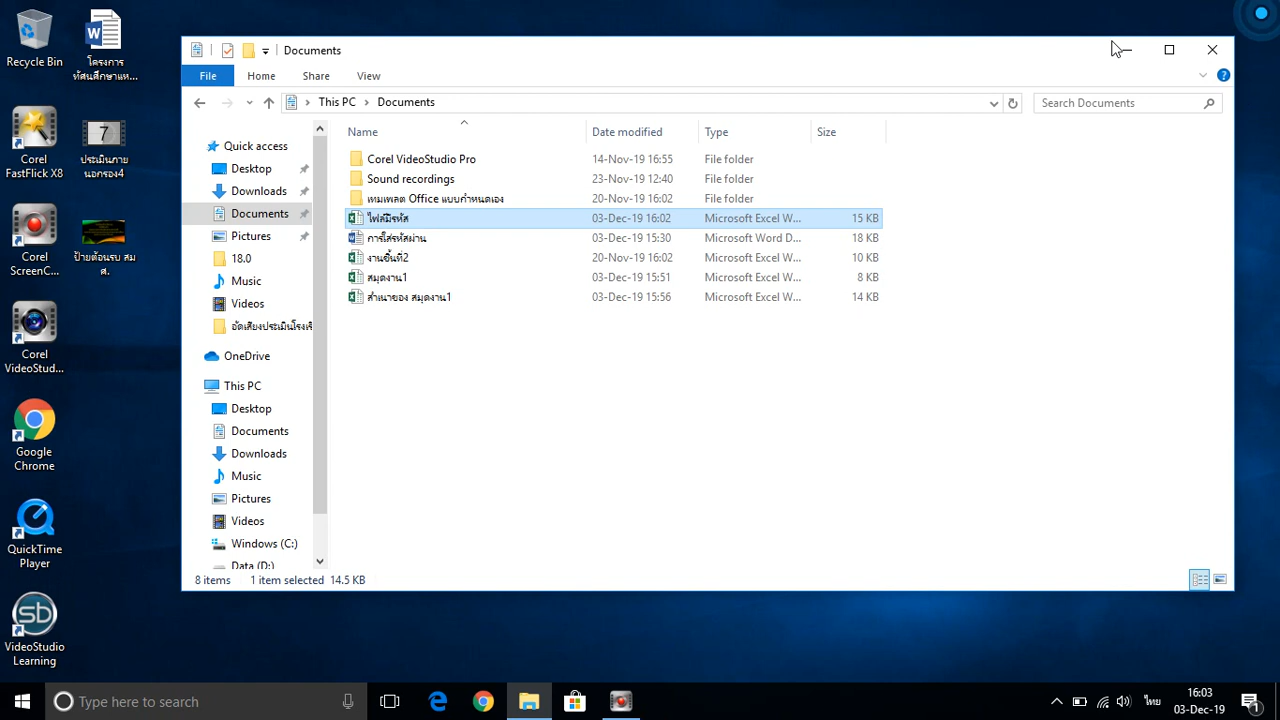 Recycle Bin
โครงการ
ทัศนศึกษาแห...
Corel
FastFlick X8
7
ประเมินภาย
นอกรอง4
Corel
ScreenC...
ป้ายต้อนรับ สม
ศ.
Corel
VideoStud...
Google
Chrome
QuickTime
Player
VideoStudio
Learning
Documents
File Home Share View
This PC Documents
Search Documents
Name Date modified Type Size
Quick access
Desktop
Downloads
Documents
Pictures
18.0
Music
Videos
อัดเสียงประเมินโรงเรี
OneDrive
This PC
Desktop
Documents
Downloads
Music
Pictures
Videos
Windows (C:)
Data (D:)
Corel VideoStudio Pro 14-Nov-19 16:55 File folder
Sound recordings 23-Nov-19 12:40 File folder
เทมเพลต Office แบบกำหนดเอง 20-Nov-19 16:02 File folder
ไฟล์มีรหัส 03-Dec-19 16:02 Microsoft Excel W... 15 KB
การใส่รหัสผ่าน 03-Dec-19 15:30 Microsoft Word D... 18 KB
งานชิ้นที่2 20-Nov-19 16:02 Microsoft Excel W... 10 KB
สมุดงาน1 03-Dec-19 15:51 Microsoft Excel W... 8 KB
สำเนาของ สมุดงาน1 03-Dec-19 15:56 Microsoft Excel W... 14 KB
8 items 1 item selected 14.5 KB
Type here to search
ไทย
16:03
03-Dec-19
1